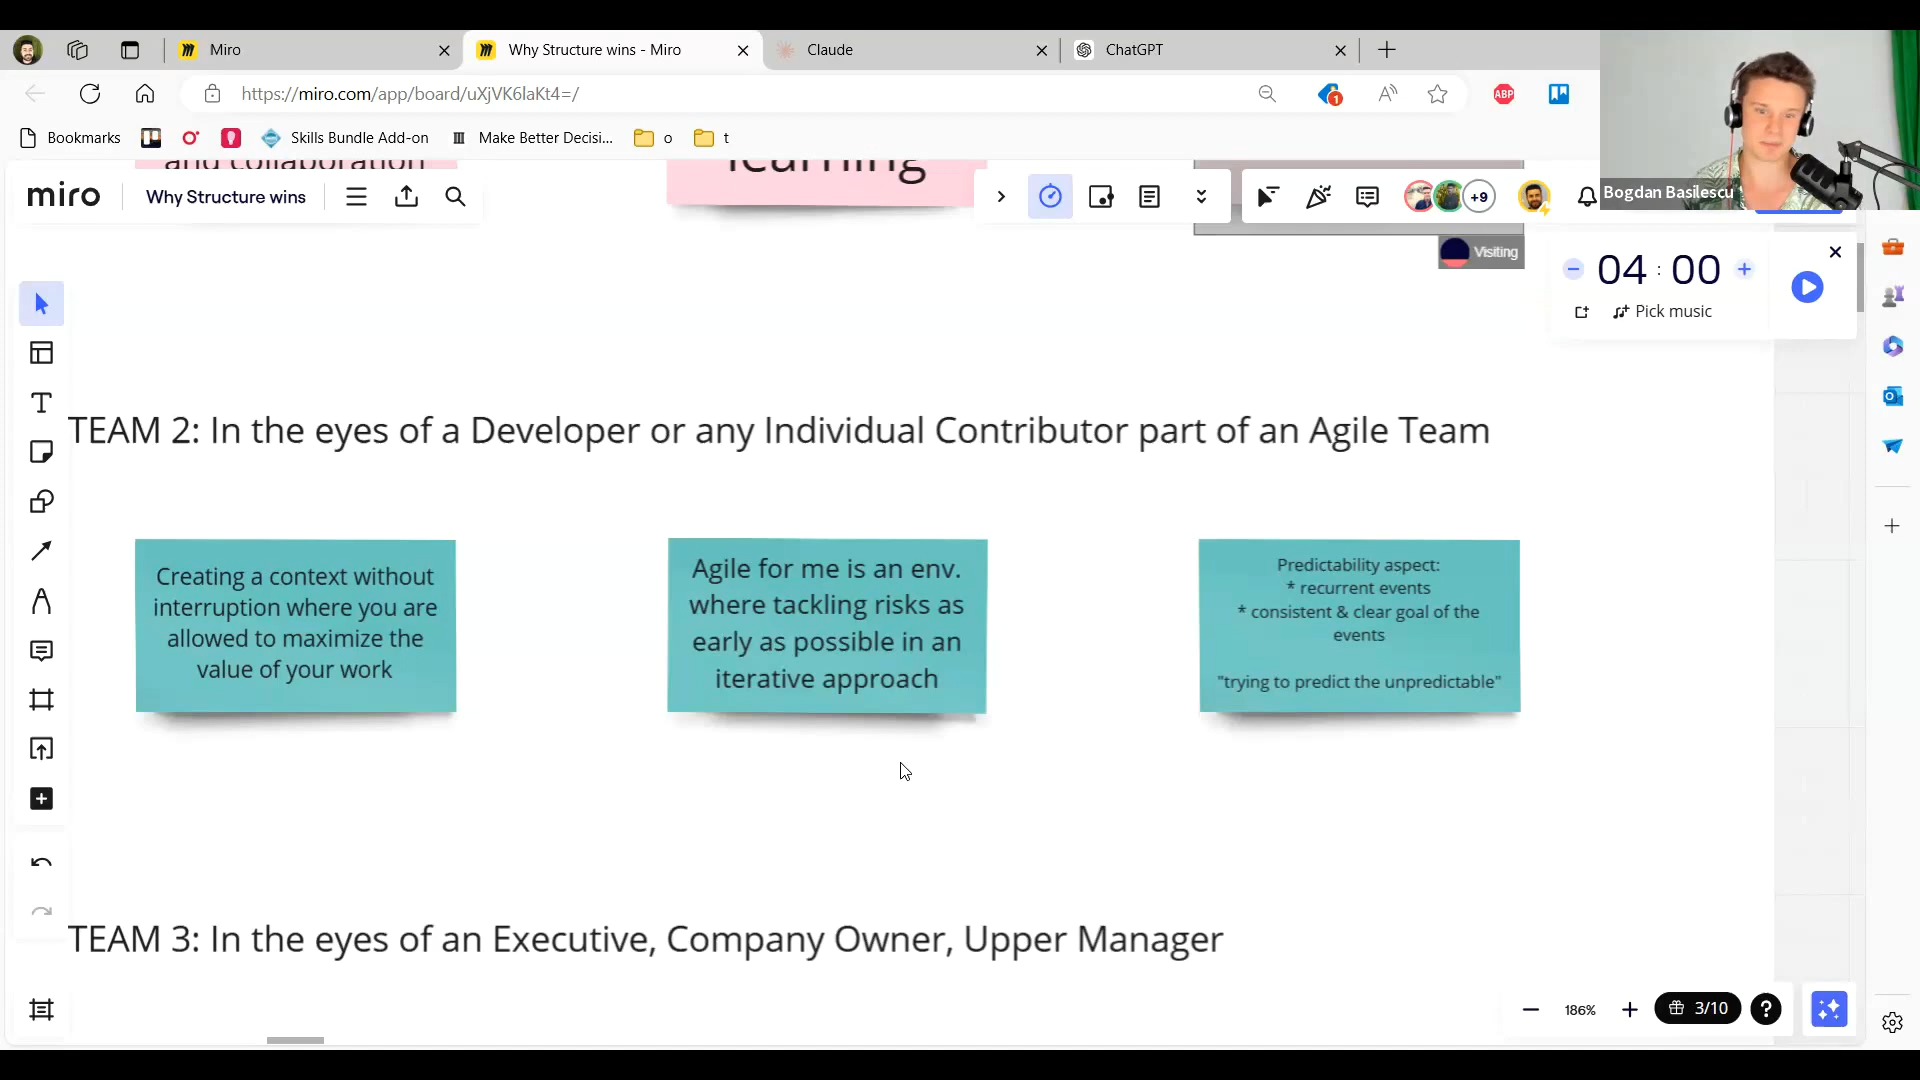 Miro
Why Structure wins - Miro
Claude
ChatGPT
https://miro.com/app/board/uXjVK6laKt4=/
1
ABP
Bookmarks
Skills Bundle Add-on
Make Better Decisi...
o
t
Bogdan Basilescu
and collaboration
learning
miro
Why Structure wins
+9
Visiting
04 : 00
Pick music
TEAM 2: In the eyes of a Developer or any Individual Contributor part of an Agile Team
Creating a context without
interruption where you are
allowed to maximize the
value of your work
Agile for me is an env.
where tackling risks as
early as possible in an
iterative approach
Predictability aspect:
* recurrent events
* consistent & clear goal of the
events
"trying to predict the unpredictable"
TEAM 3: In the eyes of an Executive, Company Owner, Upper Manager
186%
3/10
?